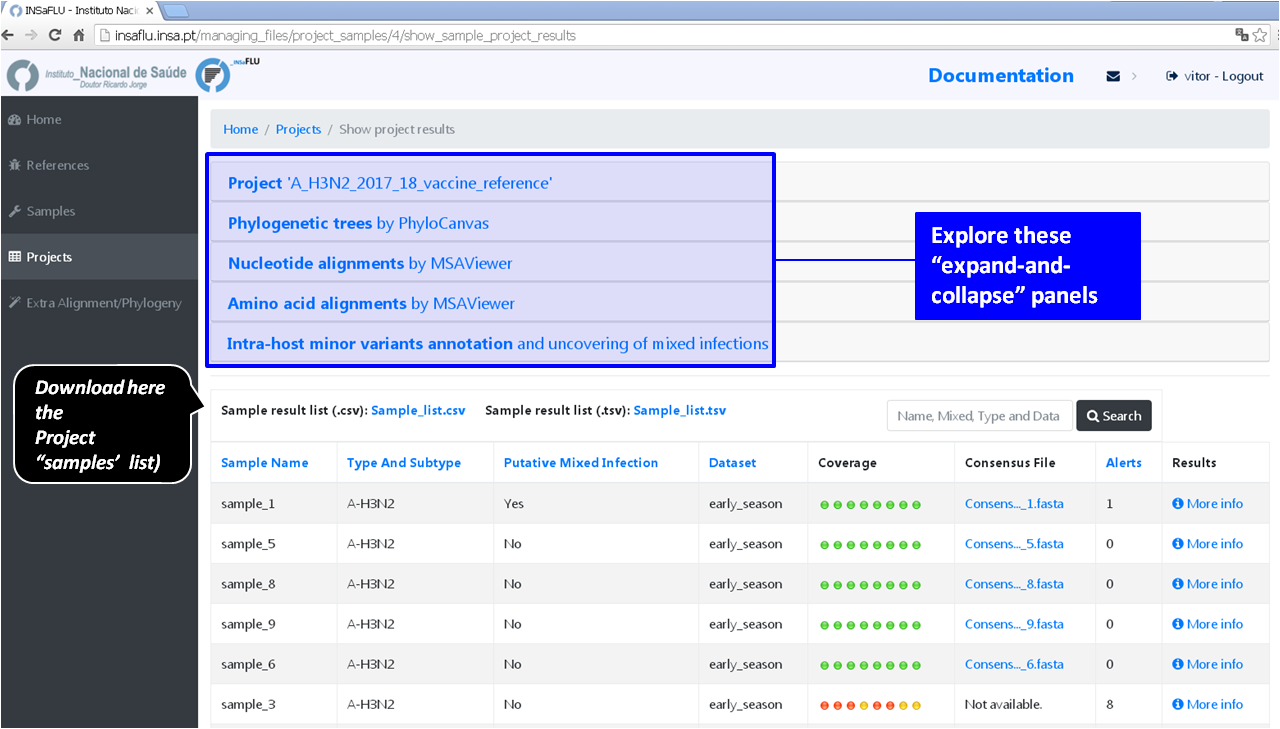 INSaFLU - Instituto Naci
insaflu.insa.pt/managing_files/project_samples/4/show_sample_project_results
Instituto_Nacional de Saúde
Doutor Ricardo Jorge
_INSaFLU
Documentation
vitor - Logout
Home
References
Samples
Projects
Extra Alignment/Phylogeny
Home / Projects / Show project results
Project 'A_H3N2_2017_18_vaccine_reference'
Phylogenetic trees by PhyloCanvas
Nucleotide alignments by MSAViewer
Amino acid alignments by MSAViewer
Intra-host minor variants annotation and uncovering of mixed infections
Explore these
“expand-and-
collapse” panels
Download here
the
Project
“samples’ list)
Sample result list (.csv): Sample_list.csv Sample result list (.tsv): Sample_list.tsv
Name, Mixed, Type and Data Search
Sample Name Type And Subtype Putative Mixed Infection Dataset Coverage Consensus File Alerts Results
sample_1 A-H3N2 Yes early_season Consens..._1.fasta 1 More info
sample_5 A-H3N2 No early_season Consens..._5.fasta 0 More info
sample_8 A-H3N2 No early_season Consens..._8.fasta 0 More info
sample_9 A-H3N2 No early_season Consens..._9.fasta 0 More info
sample_6 A-H3N2 No early_season Consens..._6.fasta 0 More info
sample_3 A-H3N2 No early_season Not available. 8 More info